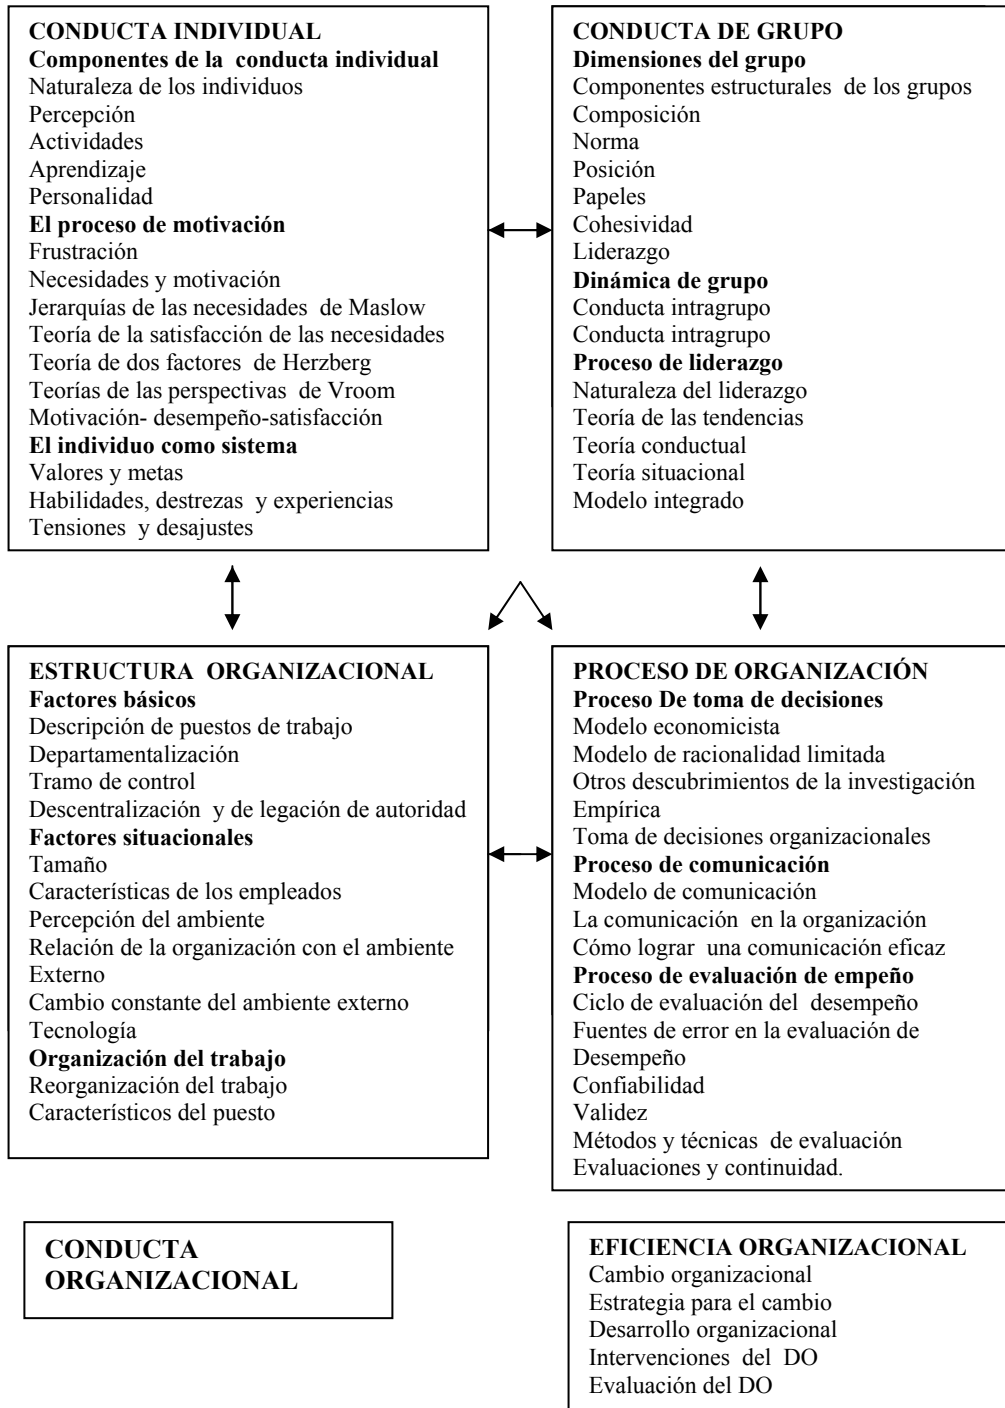 CONDUCTA INDIVIDUAL
Componentes de la conducta individual
Naturaleza de los individuos
Percepción
Actividades
Aprendizaje
Personalidad
El proceso de motivación
Frustración
Necesidades y motivación
Jerarquías de las necesidades de Maslow
Teoría de la satisfacción de las necesidades
Teoría de dos factores de Herzberg
Teorías de las perspectivas de Vroom
Motivación- desempeño-satisfacción
El individuo como sistema
Valores y metas
Habilidades, destrezas y experiencias
Tensiones y desajustes
CONDUCTA DE GRUPO
Dimensiones del grupo
Componentes estructurales de los grupos
Composición
Norma
Posición
Papeles
Cohesividad
Liderazgo
Dinámica de grupo
Conducta intragrupo
Conducta intragrupo
Proceso de liderazgo
Naturaleza del liderazgo
Teoría de las tendencias
Teoría conductual
Teoría situacional
Modelo integrado
ESTRUCTURA ORGANIZACIONAL
Factores básicos
Descripción de puestos de trabajo
Departamentalización
Tramo de control
Descentralización y de legación de autoridad
Factores situacionales
Tamaño
Características de los empleados
Percepción del ambiente
Relación de la organización con el ambiente
Externo
Cambio constante del ambiente externo
Tecnología
Organización del trabajo
Reorganización del trabajo
Característicos del puesto
PROCESO DE ORGANIZACIÓN
Proceso De toma de decisiones
Modelo economicista
Modelo de racionalidad limitada
Otros descubrimientos de la investigación
Empírica
Toma de decisiones organizacionales
Proceso de comunicación
Modelo de comunicación
La comunicación en la organización
Cómo lograr una comunicación eficaz
Proceso de evaluación de empeño
Ciclo de evaluación del desempeño
Fuentes de error en la evaluación de
Desempeño
Confiabilidad
Validez
Métodos y técnicas de evaluación
Evaluaciones y continuidad.
CONDUCTA
ORGANIZACIONAL
EFICIENCIA ORGANIZACIONAL
Cambio organizacional
Estrategia para el cambio
Desarrollo organizacional
Intervenciones del DO
Evaluación del DO